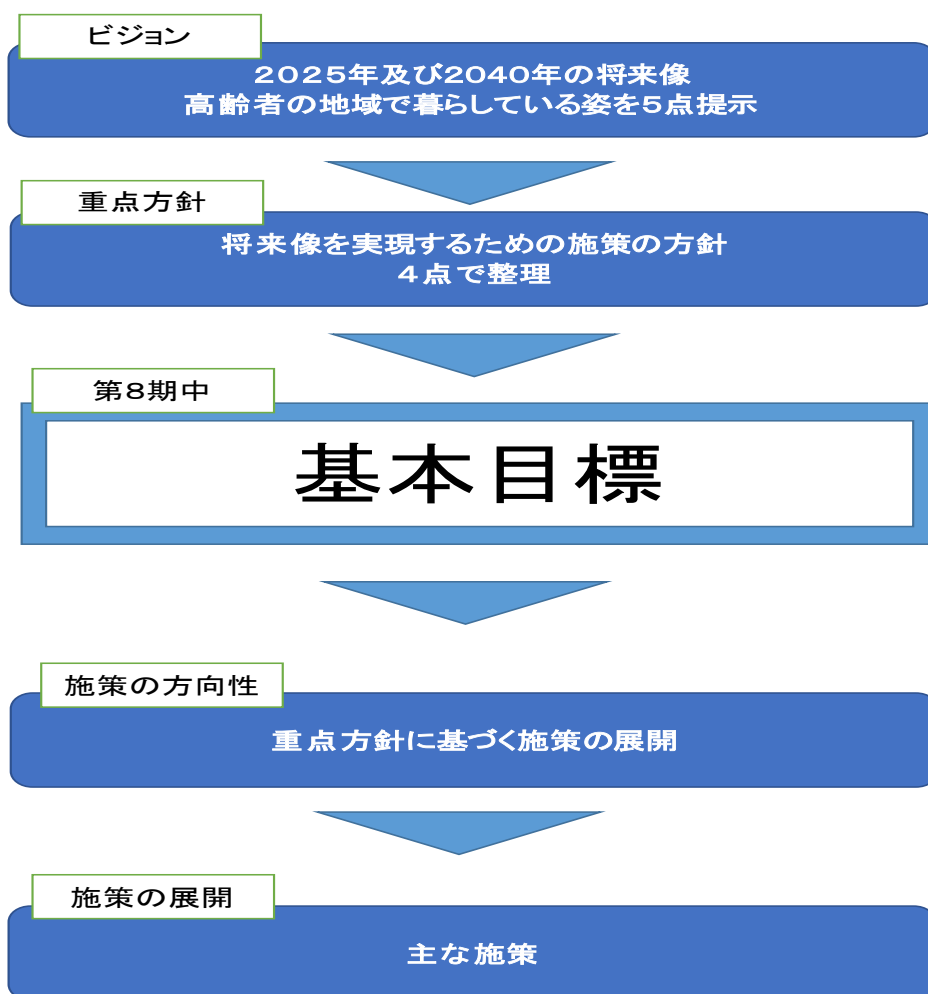 ビジョン
2025年及び2040年の将来像
高齢者の地域で暮らしている姿を5点提示
重点方針
将来像を実現するための施策の方針
4点で整理
第8期中
基本目標
施策の方向性
重点方針に基づく施策の展開
施策の展開
主な施策